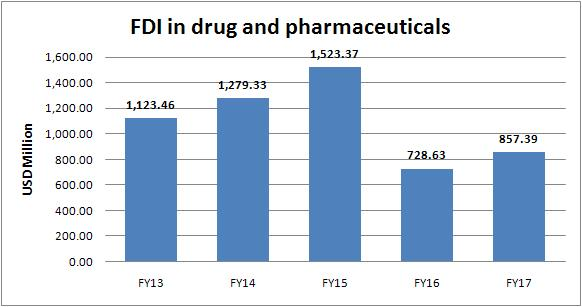 FDI in drug and pharmaceuticals
USD Million
1,600.00
1,400.00
1,200.00
1,000.00
800.00
600.00
400.00
200.00
0.00
1,123.46
1,279.33
1,523.37
728.63
857.39
FY13
FY14
FY15
FY16
FY17